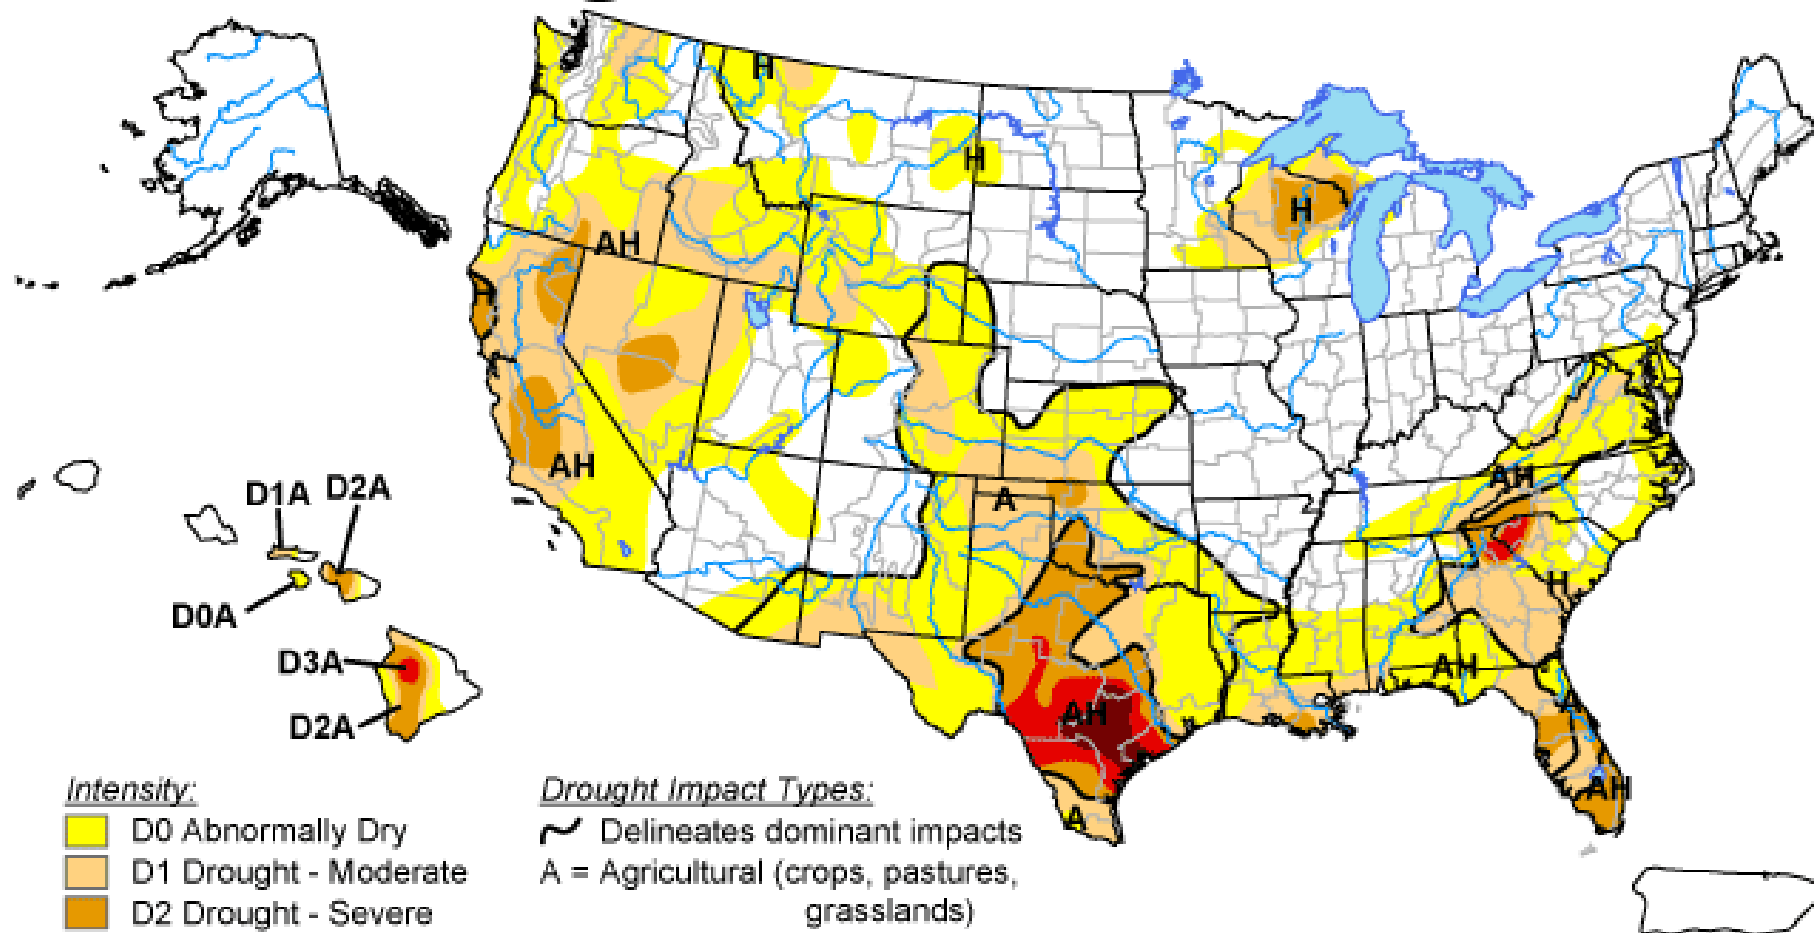 H
H
H
AH
H
AH
D1A D2A
A
AH
D0A
H
D3A
AH
A
D2A
AH
AH
A
Intensity:
D0 Abnormally Dry
D1 Drought - Moderate
D2 Drought - Severe
Drought Impact Types:
Delineates dominant impacts
A = Agricultural (crops, pastures,
grasslands)